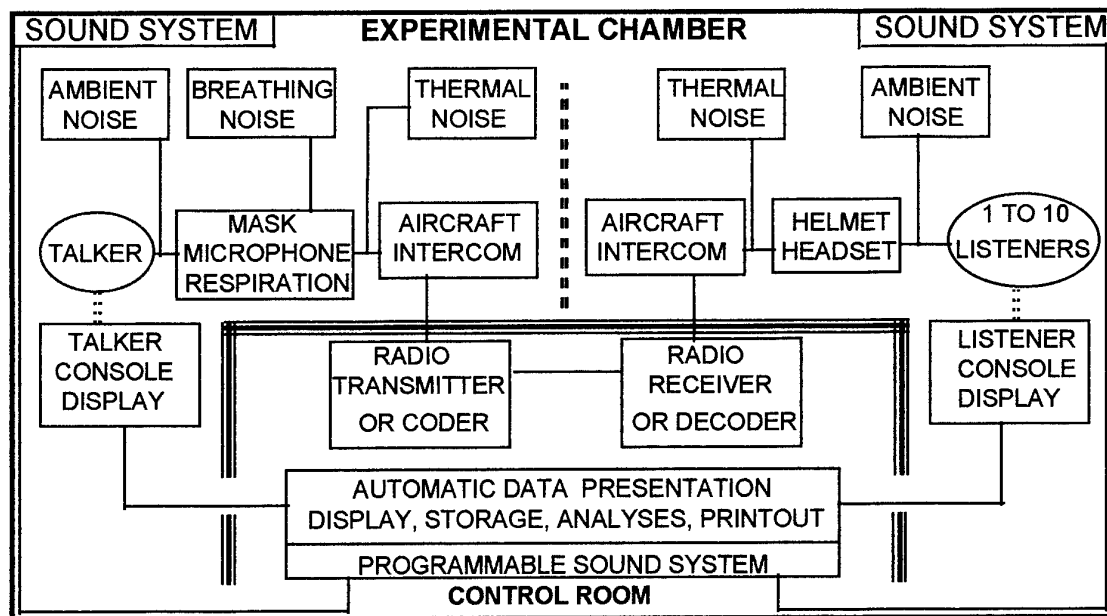 SOUND SYSTEM
EXPERIMENTAL CHAMBER
SOUND SYSTEM
AMBIENT
NOISE
BREATHING
NOISE
THERMAL
NOISE
THERMAL
NOISE
AMBIENT
NOISE
TALKER
MASK
MICROPHONE
RESPIRATION
AIRCRAFT
INTERCOM
AIRCRAFT
INTERCOM
HELMET
HEADSET
1 TO 10
LISTENERS
TALKER
CONSOLE
DISPLAY
RADIO
TRANSMITTER
OR CODER
RADIO
RECEIVER
OR DECODER
LISTENER
CONSOLE
DISPLAY
AUTOMATIC DATA PRESENTATION
DISPLAY, STORAGE, ANALYSES, PRINTOUT
PROGRAMMABLE SOUND SYSTEM
CONTROL ROOM